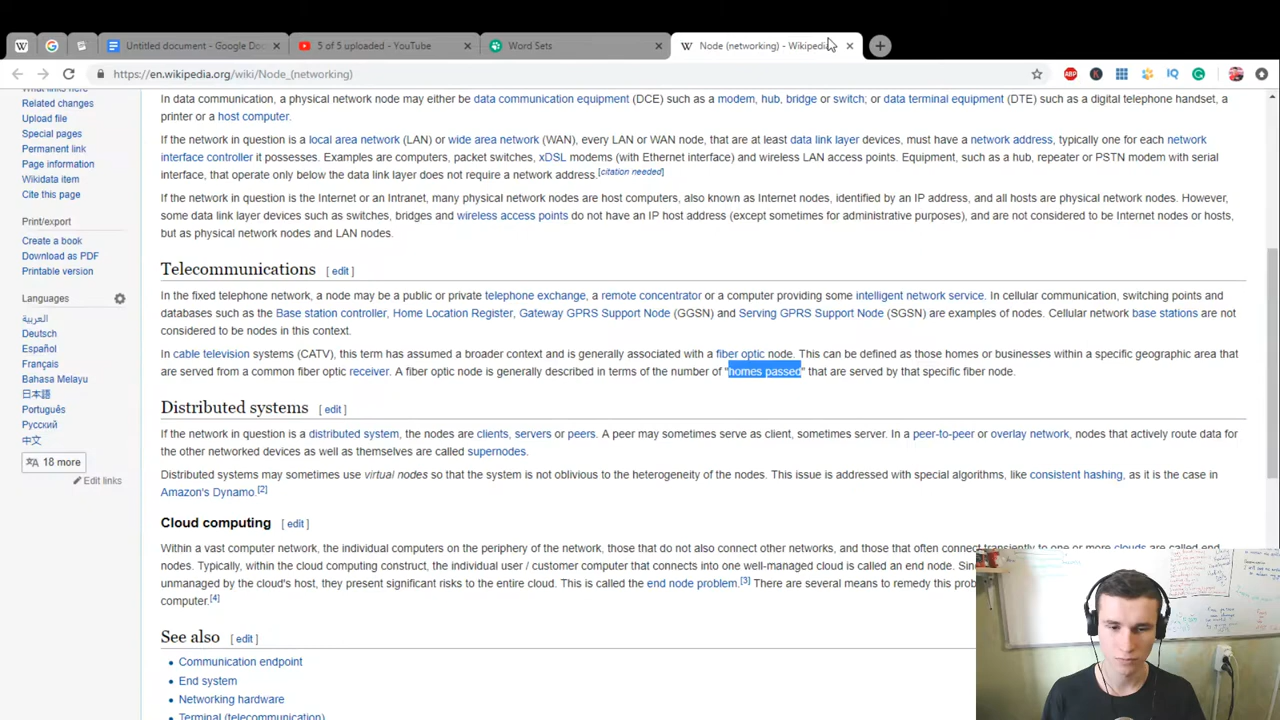 Untitled document - Google Doc
5 of 5 uploaded - YouTube
Word Sets
Node (networking) - Wikipedia
https://en.wikipedia.org/wiki/Node_(networking)
ABP
IQ
What links here
Related changes
Upload file
Special pages
Permanent link
Page information
Wikidata item
Cite this page
Print/export
Create a book
Download as PDF
Printable version
Languages
العربية
Deutsch
Español
Français
Bahasa Melayu
日本語
Português
Русский
中文
18 more
Edit links
In data communication, a physical network node may either be data communication equipment (DCE) such as a modem, hub, bridge or switch; or data terminal equipment (DTE) such as a digital telephone handset, a
printer or a host computer.
If the network in question is a local area network (LAN) or wide area network (WAN), every LAN or WAN node, that are at least data link layer devices, must have a network address, typically one for each network
interface controller it possesses. Examples are computers, packet switches, xDSL modems (with Ethernet interface) and wireless LAN access points. Equipment, such as a hub, repeater or PSTN modem with serial
interface, that operate only below the data link layer does not require a network address.[citation needed]
If the network in question is the Internet or an Intranet, many physical network nodes are host computers, also known as Internet nodes, identified by an IP address, and all hosts are physical network nodes. However,
some data link layer devices such as switches, bridges and wireless access points do not have an IP host address (except sometimes for administrative purposes), and are not considered to be Internet nodes or hosts,
but as physical network nodes and LAN nodes.
Telecommunications [ edit ]
In the fixed telephone network, a node may be a public or private telephone exchange, a remote concentrator or a computer providing some intelligent network service. In cellular communication, switching points and
databases such as the Base station controller, Home Location Register, Gateway GPRS Support Node (GGSN) and Serving GPRS Support Node (SGSN) are examples of nodes. Cellular network base stations are not
considered to be nodes in this context.
In cable television systems (CATV), this term has assumed a broader context and is generally associated with a fiber optic node. This can be defined as those homes or businesses within a specific geographic area that
are served from a common fiber optic receiver. A fiber optic node is generally described in terms of the number of "homes passed" that are served by that specific fiber node.
Distributed systems [ edit ]
If the network in question is a distributed system, the nodes are clients, servers or peers. A peer may sometimes serve as client, sometimes server. In a peer-to-peer or overlay network, nodes that actively route data for
the other networked devices as well as themselves are called supernodes.
Distributed systems may sometimes use virtual nodes so that the system is not oblivious to the heterogeneity of the nodes. This issue is addressed with special algorithms, like consistent hashing, as it is the case in
Amazon's Dynamo.[2]
Cloud computing [ edit ]
Within a vast computer network, the individual computers on the periphery of the network, those that do not also connect other networks, and those that often connect transiently to one or more clouds are called end
nodes. Typically, within the cloud computing construct, the individual user / customer computer that connects into one well-managed cloud is called an end node.
unmanaged by the cloud's host, they present significant risks to the entire cloud. This is called the end node problem.[3] There are several means to remedy this
computer.[4]
See also [ edit ]
Communication endpoint
End system
Networking hardware
Terminal (telecommunication)